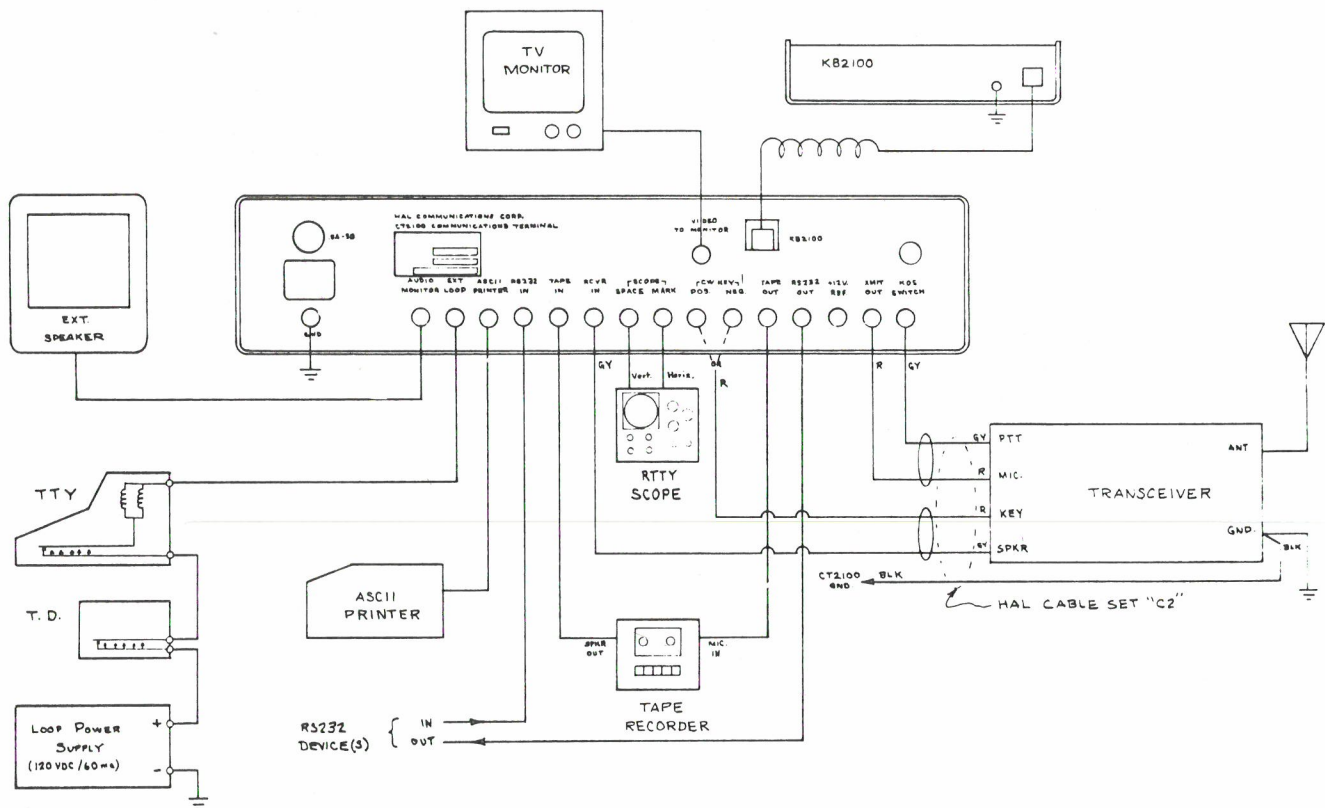 TV
MONITOR
KB2100
HAL COMMUNICATIONS CORP.
CT2100 COMMUNICATIONS TERMINAL
VIDEO
TO MONITOR
KB2100
AUDIO
MONITOR
EXT
LOOP
ASCII
PRINTER
RS232
IN
TAPE
IN
RCVR
IN
SCOPE
SPACE MARK
CW KEY
POS. NEG.
TAPE
OUT
RS232
OUT
+12V.
REF
XMIT
OUT
KOS
SWITCH
GND
EXT.
SPEAKER
GY
Vert.
Horiz.
OR
R
R
GY
RTTY
SCOPE
TTY
GY PTT
R MIC.
R KEY
GY SPKR
TRANSCEIVER
ANT
GND.
BLK
CT2100
GND
BLK
HAL CABLE SET "C2"
T.D.
ASCII
PRINTER
SPKR
OUT
MIC.
IN
TAPE
RECORDER
LOOP POWER
SUPPLY
(120 VDC/60ma)
+
-
RS232
DEVICE(S)
IN
OUT